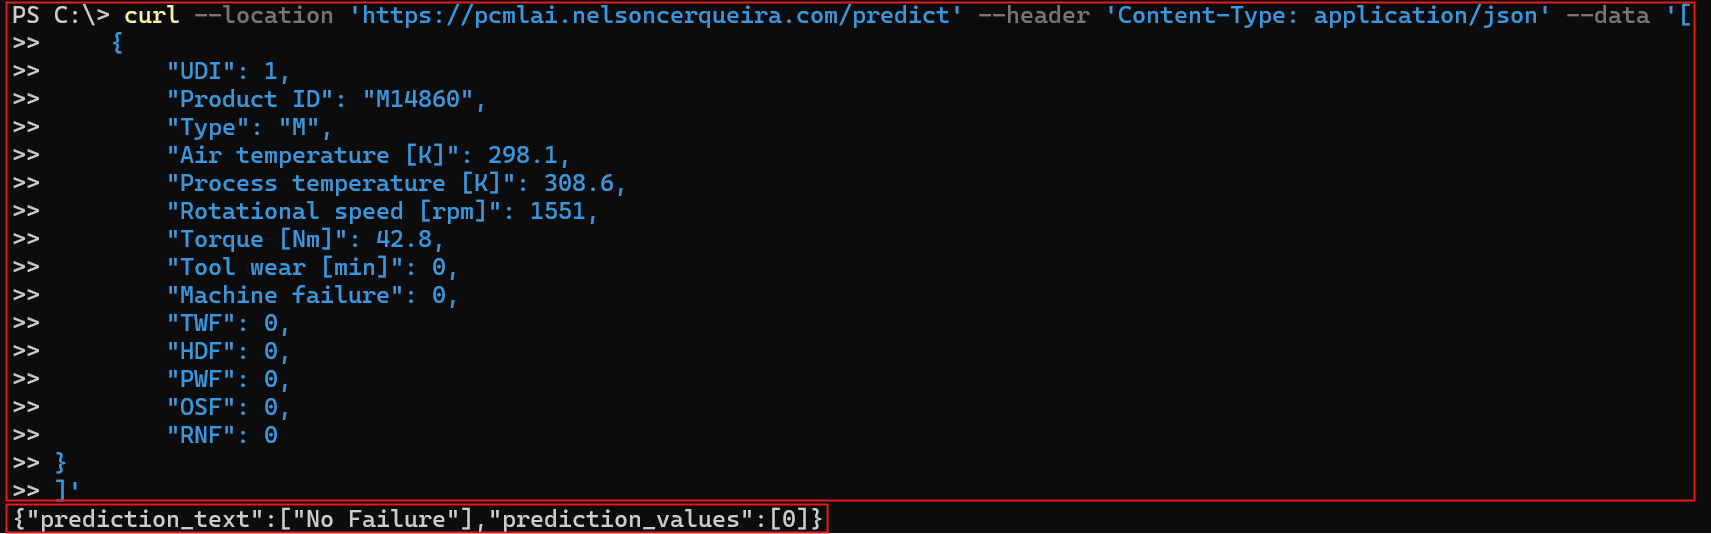 PS C:\> curl --location 'https://pcmlai.nelsoncerqueira.com/predict' --header 'Content-Type: application/json' --data '[
>>     {
>>         "UDI": 1,
>>         "Product ID": "M14860",
>>         "Type": "M",
>>         "Air temperature [K]": 298.1,
>>         "Process temperature [K]": 308.6,
>>         "Rotational speed [rpm]": 1551,
>>         "Torque [Nm]": 42.8,
>>         "Tool wear [min]": 0,
>>         "Machine failure": 0,
>>         "TWF": 0,
>>         "HDF": 0,
>>         "PWF": 0,
>>         "OSF": 0,
>>         "RNF": 0
>> }
>> ]'
{"prediction_text":["No Failure"],"prediction_values":[0]}